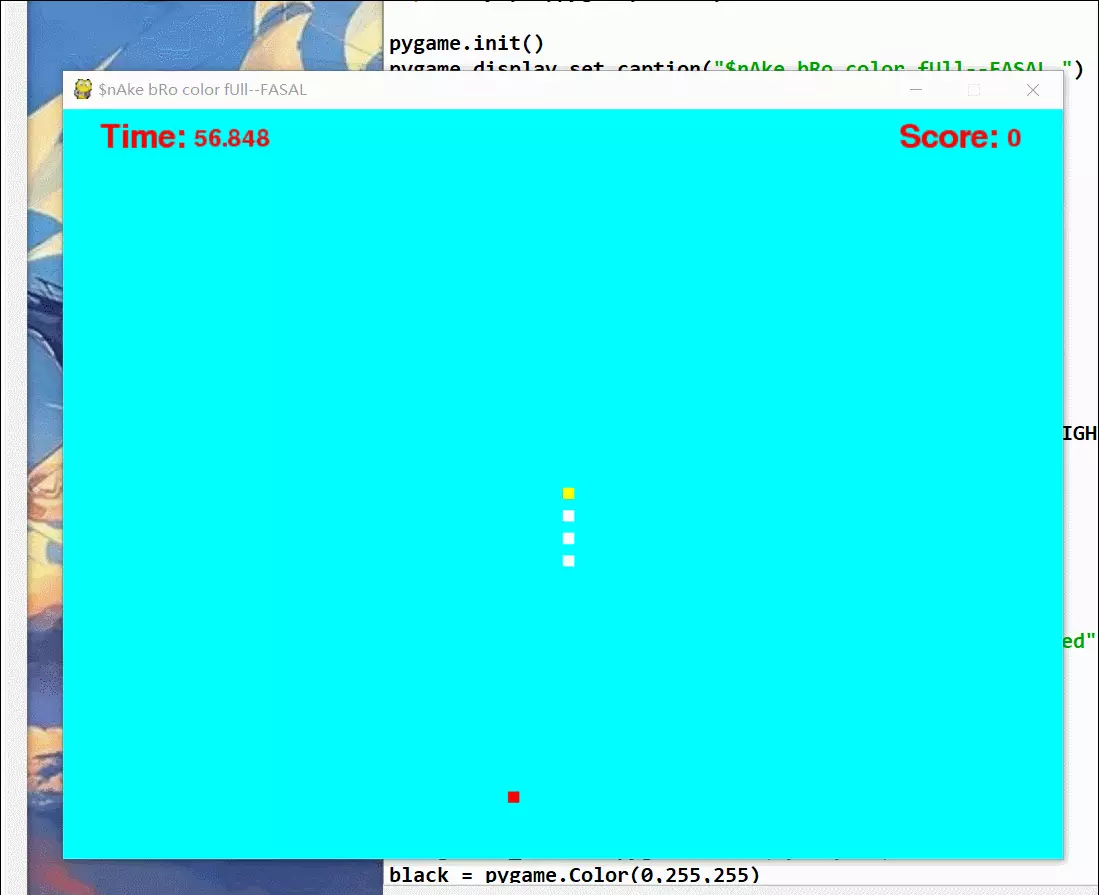 pygame.init()
pygame.display.set_caption("$nAke bRo color fUll--FASAL ")
$nAke bRo color fUll--FASAL
Time: 56.848
Score: 0
IGH
ed"
black = pygame.Color(0,255,255)